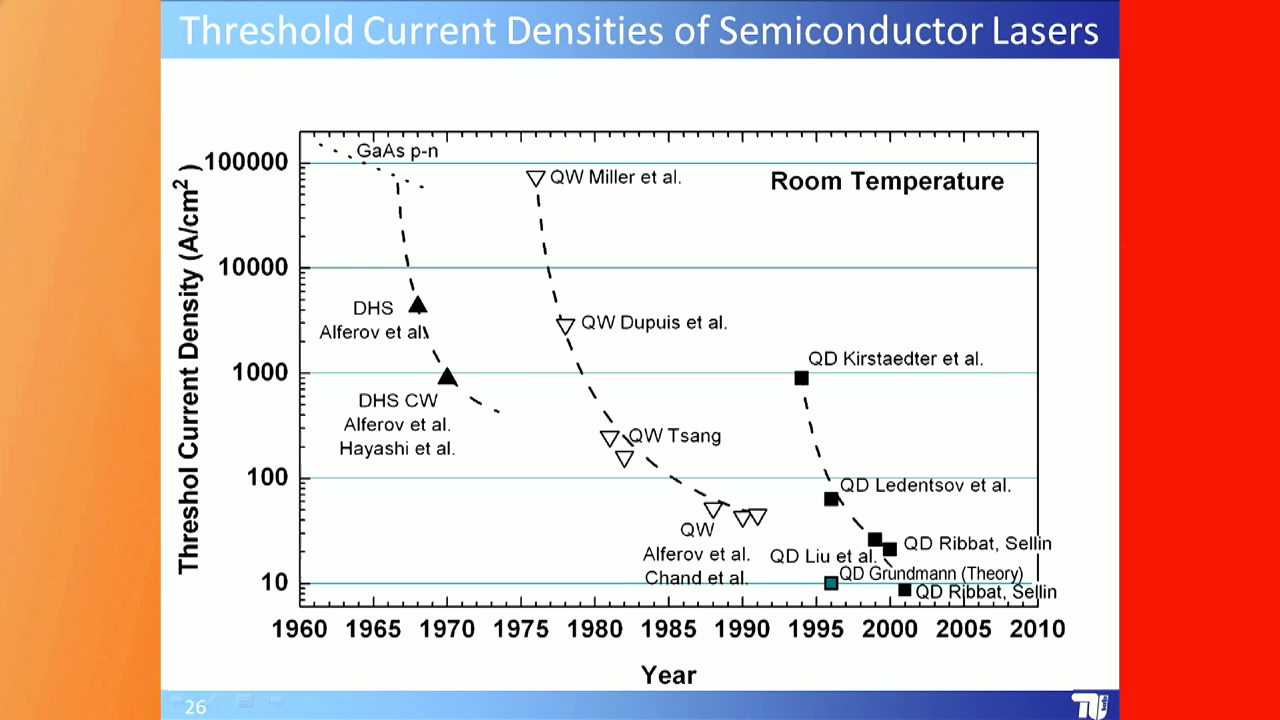 Threshold Current Densities of Semiconductor Lasers
GaAs p-n
QW Miller et al.
Room Temperature
DHS
Alferov et al.
QW Dupuis et al.
QD Kirstaedter et al.
DHS CW
Alferov et al.
Hayashi et al.
QW Tsang
QD Ledentsov et al.
QW
Alferov et al.
Chand et al.
QD Liu et al.
QD Ribbat, Sellin
QD Grundmann (Theory)
QD Ribbat, Sellin
Threshol Current Density (A/cm2 )
100000
10000
1000
100
10
1960 1965 1970 1975 1980 1985 1990 1995 2000 2005 2010
Year
26